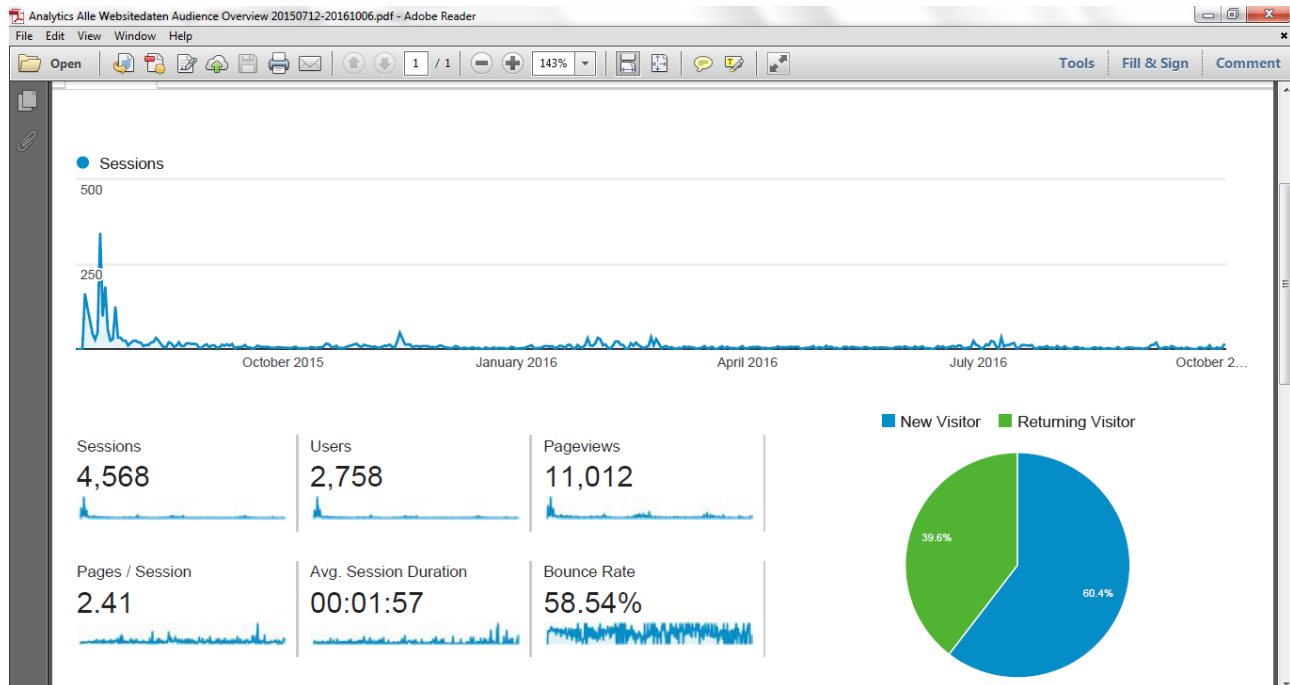 Analytics Alle Websitedaten Audience Overview 20150712-20161006.pdf - Adobe Reader
File Edit View Window Help
Open 1 / 1 143% Tools Fill & Sign Comment
Sessions
500
250
October 2015 January 2016 April 2016 July 2016 October 2...
New Visitor Returning Visitor
Sessions Users Pageviews
4,568 2,758 11,012
39.6%
Pages / Session Avg. Session Duration Bounce Rate
60.4%
2.41 00:01:57 58.54%